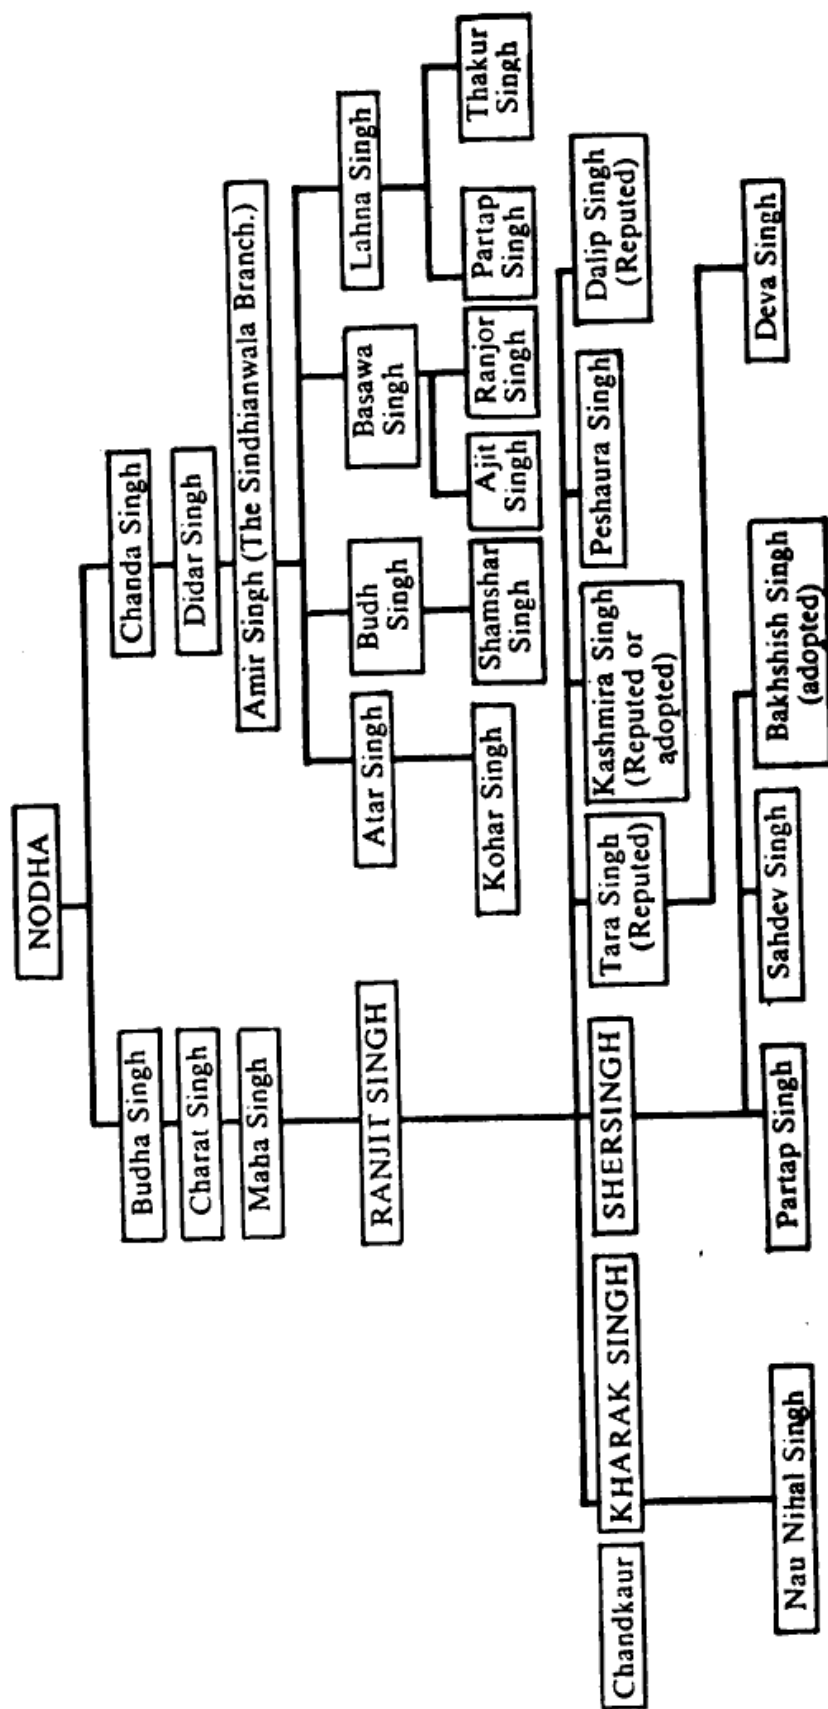 NODHA
Budha Singh
Chanda Singh
Charat Singh
Didar Singh
Maha Singh
Amir Singh (The Sindhianwala Branch.)
RANJIT SINGH
Atar Singh
Budh
Singh
Basawa
Singh
Lahna Singh
Kohar Singh
Shamshar
Singh
Ajit
Singh
Ranjor
Singh
Partap
Singh
Thakur
Singh
Chandkaur
KHARAK SINGH
SHERSINGH
Tara Singh
(Reputed)
Kashmira Singh
(Reputed or
adopted)
Peshaura Singh
Dalip Singh
(Reputed)
Nau Nihal Singh
Partap Singh
Sahdev Singh
Bakhshish Singh
(adopted)
Deva Singh